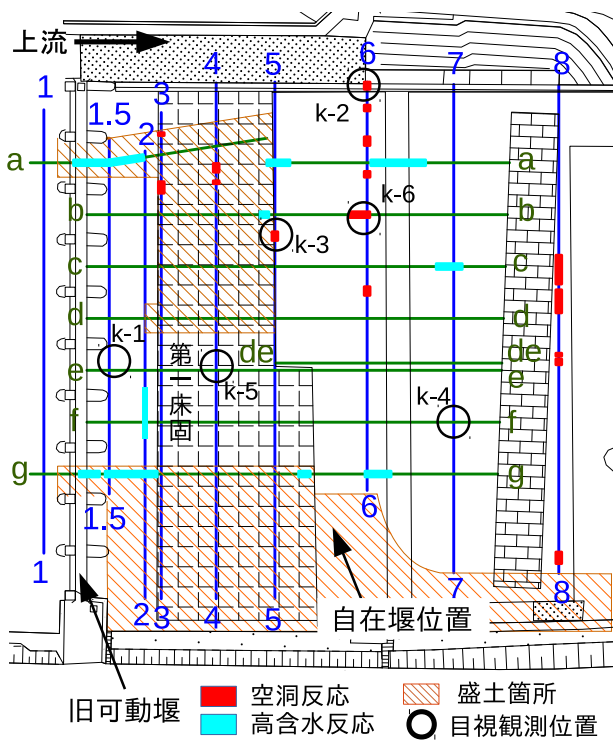 上流
1
1.5
2
3
4
5
6
7
8
k-2
a
a
k-6
b
b
k-3
c
c
d
d
k-1
第一床固
de
de
e
e
k-5
k-4
f
f
g
g
1.5
6
1
2
3
4
5
7
8
自在堰位置
旧可動堰
空洞反応
盛土箇所
高含水反応
目視観測位置